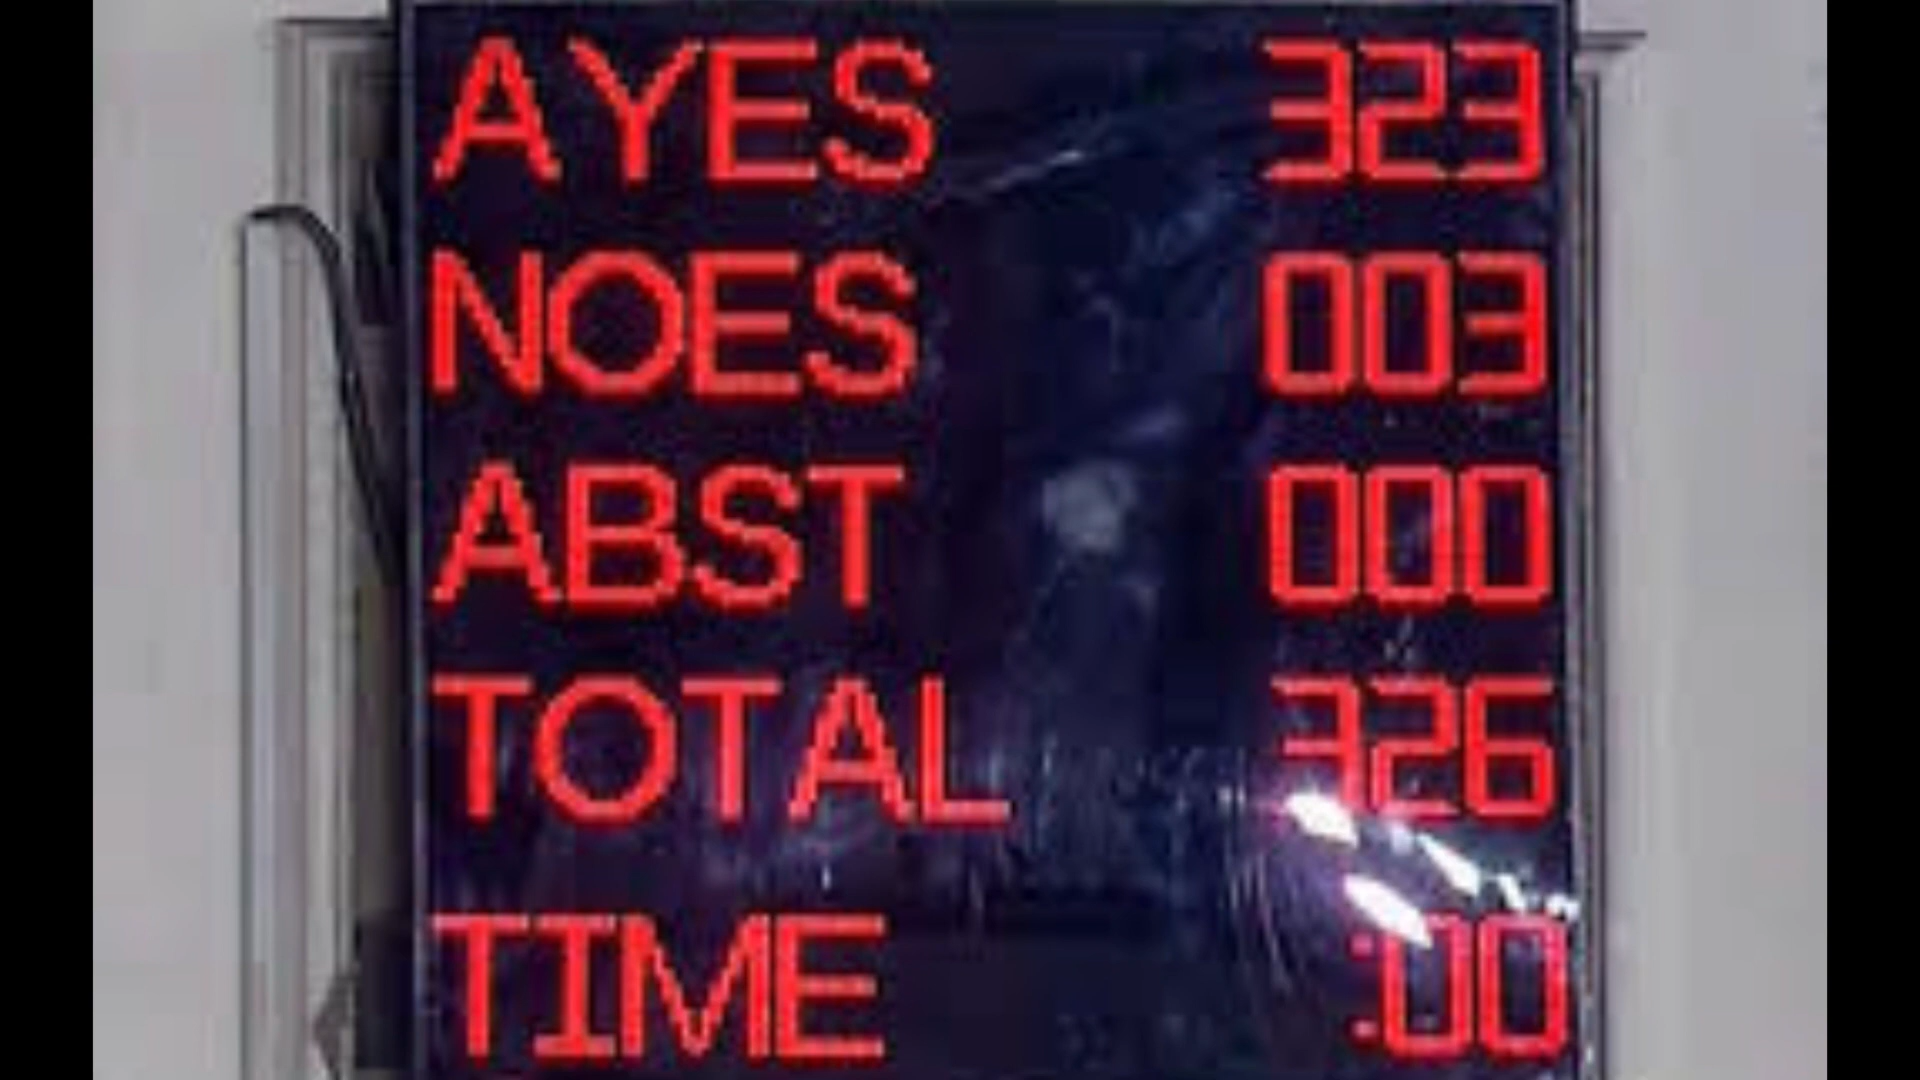 AYES 323
NOES 003
ABST 000
TOTAL 326
TIME :00